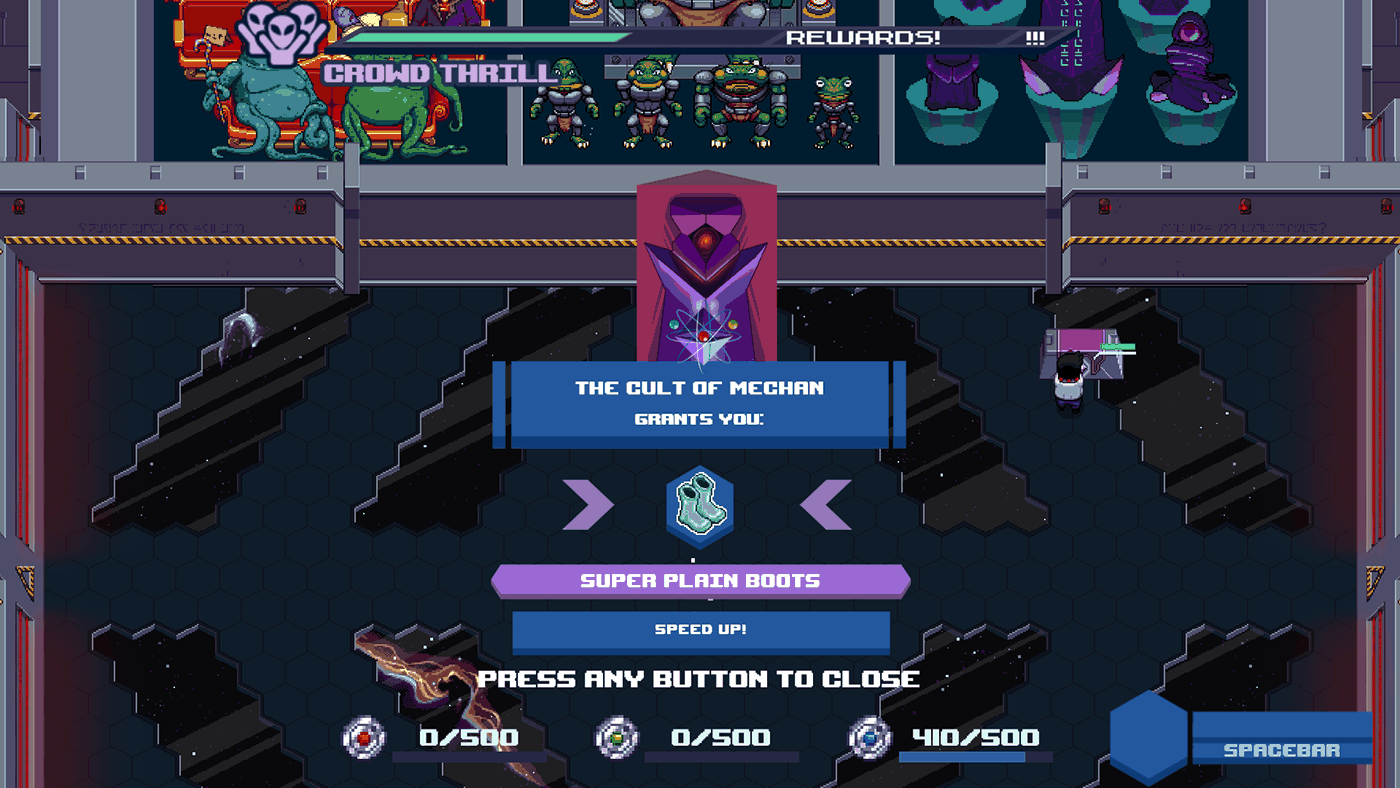 REWARDS!
!!!
CROWD THRILL
THE CULT OF MECHAN
GRANTS YOU:
SUPER PLAIN BOOTS
SPEED UP!
PRESS ANY BUTTON TO CLOSE
0/500
0/500
410/500
SPACEBAR